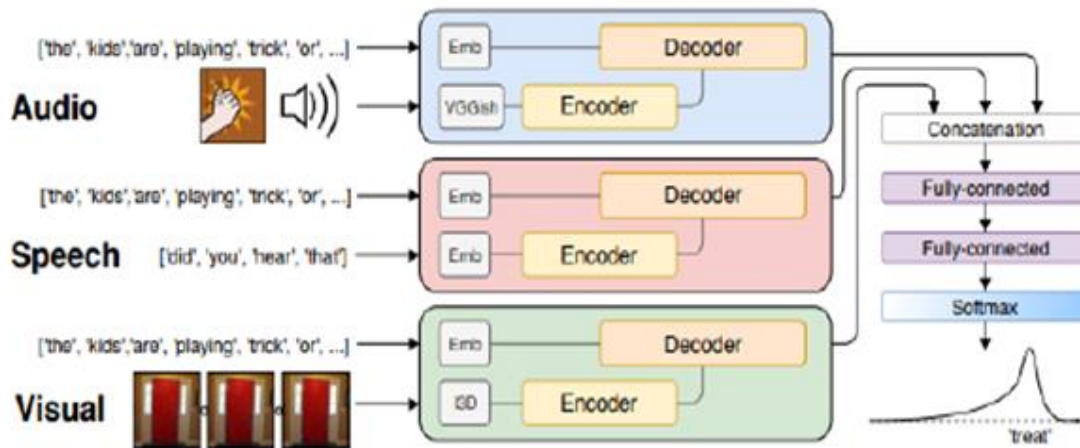 ['the', 'kids','are', 'playing', 'trick', 'or', ...]
Emb
Decoder
Audio
VGGish
Encoder
['the', 'kids','are', 'playing', 'trick', 'or', ...]
Emb
Decoder
Speech
['did', 'you', 'hear', 'that']
Emb
Encoder
['the', 'kids','are', 'playing', 'trick', 'or', ...]
Emb
Decoder
Visual
I3D
Encoder
Concatenation
Fully-connected
Fully-connected
Softmax
'treat'